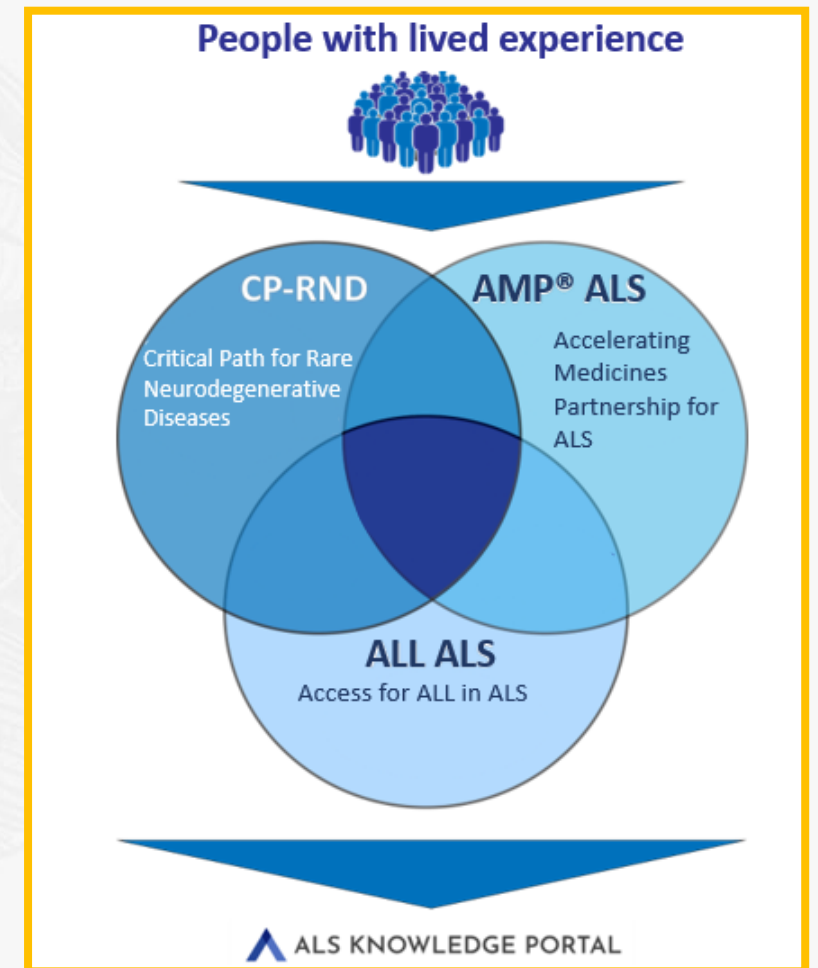 People with lived experience
CP-RND
AMP® ALS
Critical Path for Rare
Neurodegenerative
Diseases
Accelerating
Medicines
Partnership for
ALS
ALL ALS
Access for ALL in ALS
ALS KNOWLEDGE PORTAL